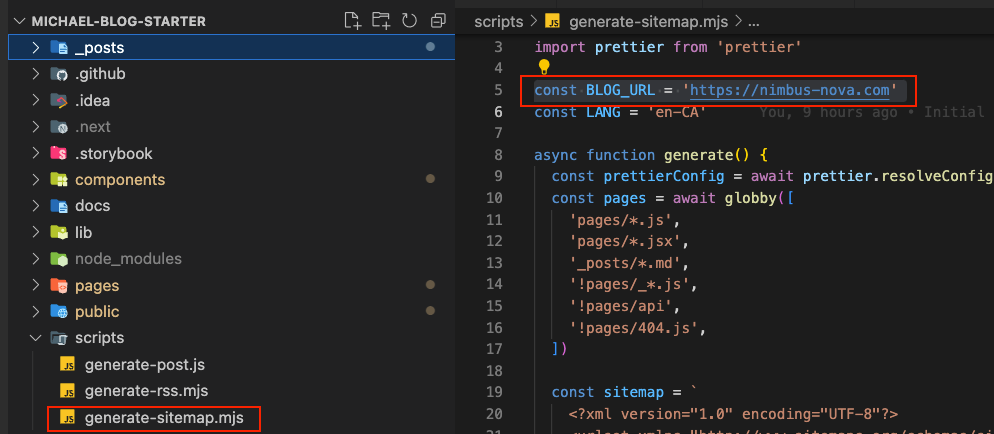 MICHAEL-BLOG-STARTER
_posts
.github
.idea
.next
.storybook
components
docs
lib
node_modules
pages
public
scripts
JS generate-post.js
JS generate-rss.mjs
JS generate-sitemap.mjs
scripts > JS generate-sitemap.mjs > ...
3 import prettier from 'prettier'
4
5 const BLOG_URL = 'https://nimbus-nova.com'
6 const LANG = 'en-CA' You, 9 hours ago • Initial
7
8 async function generate() {
9 const prettierConfig = await prettier.resolveConfig
10 const pages = await globby([
11 'pages/*.js',
12 'pages/*.jsx',
13 '_posts/*.md',
14 '!pages/_*.js',
15 '!pages/api',
16 '!pages/404.js',
17 ])
18
19 const sitemap = `
20 <?xml version="1.0" encoding="UTF-8"?>
21